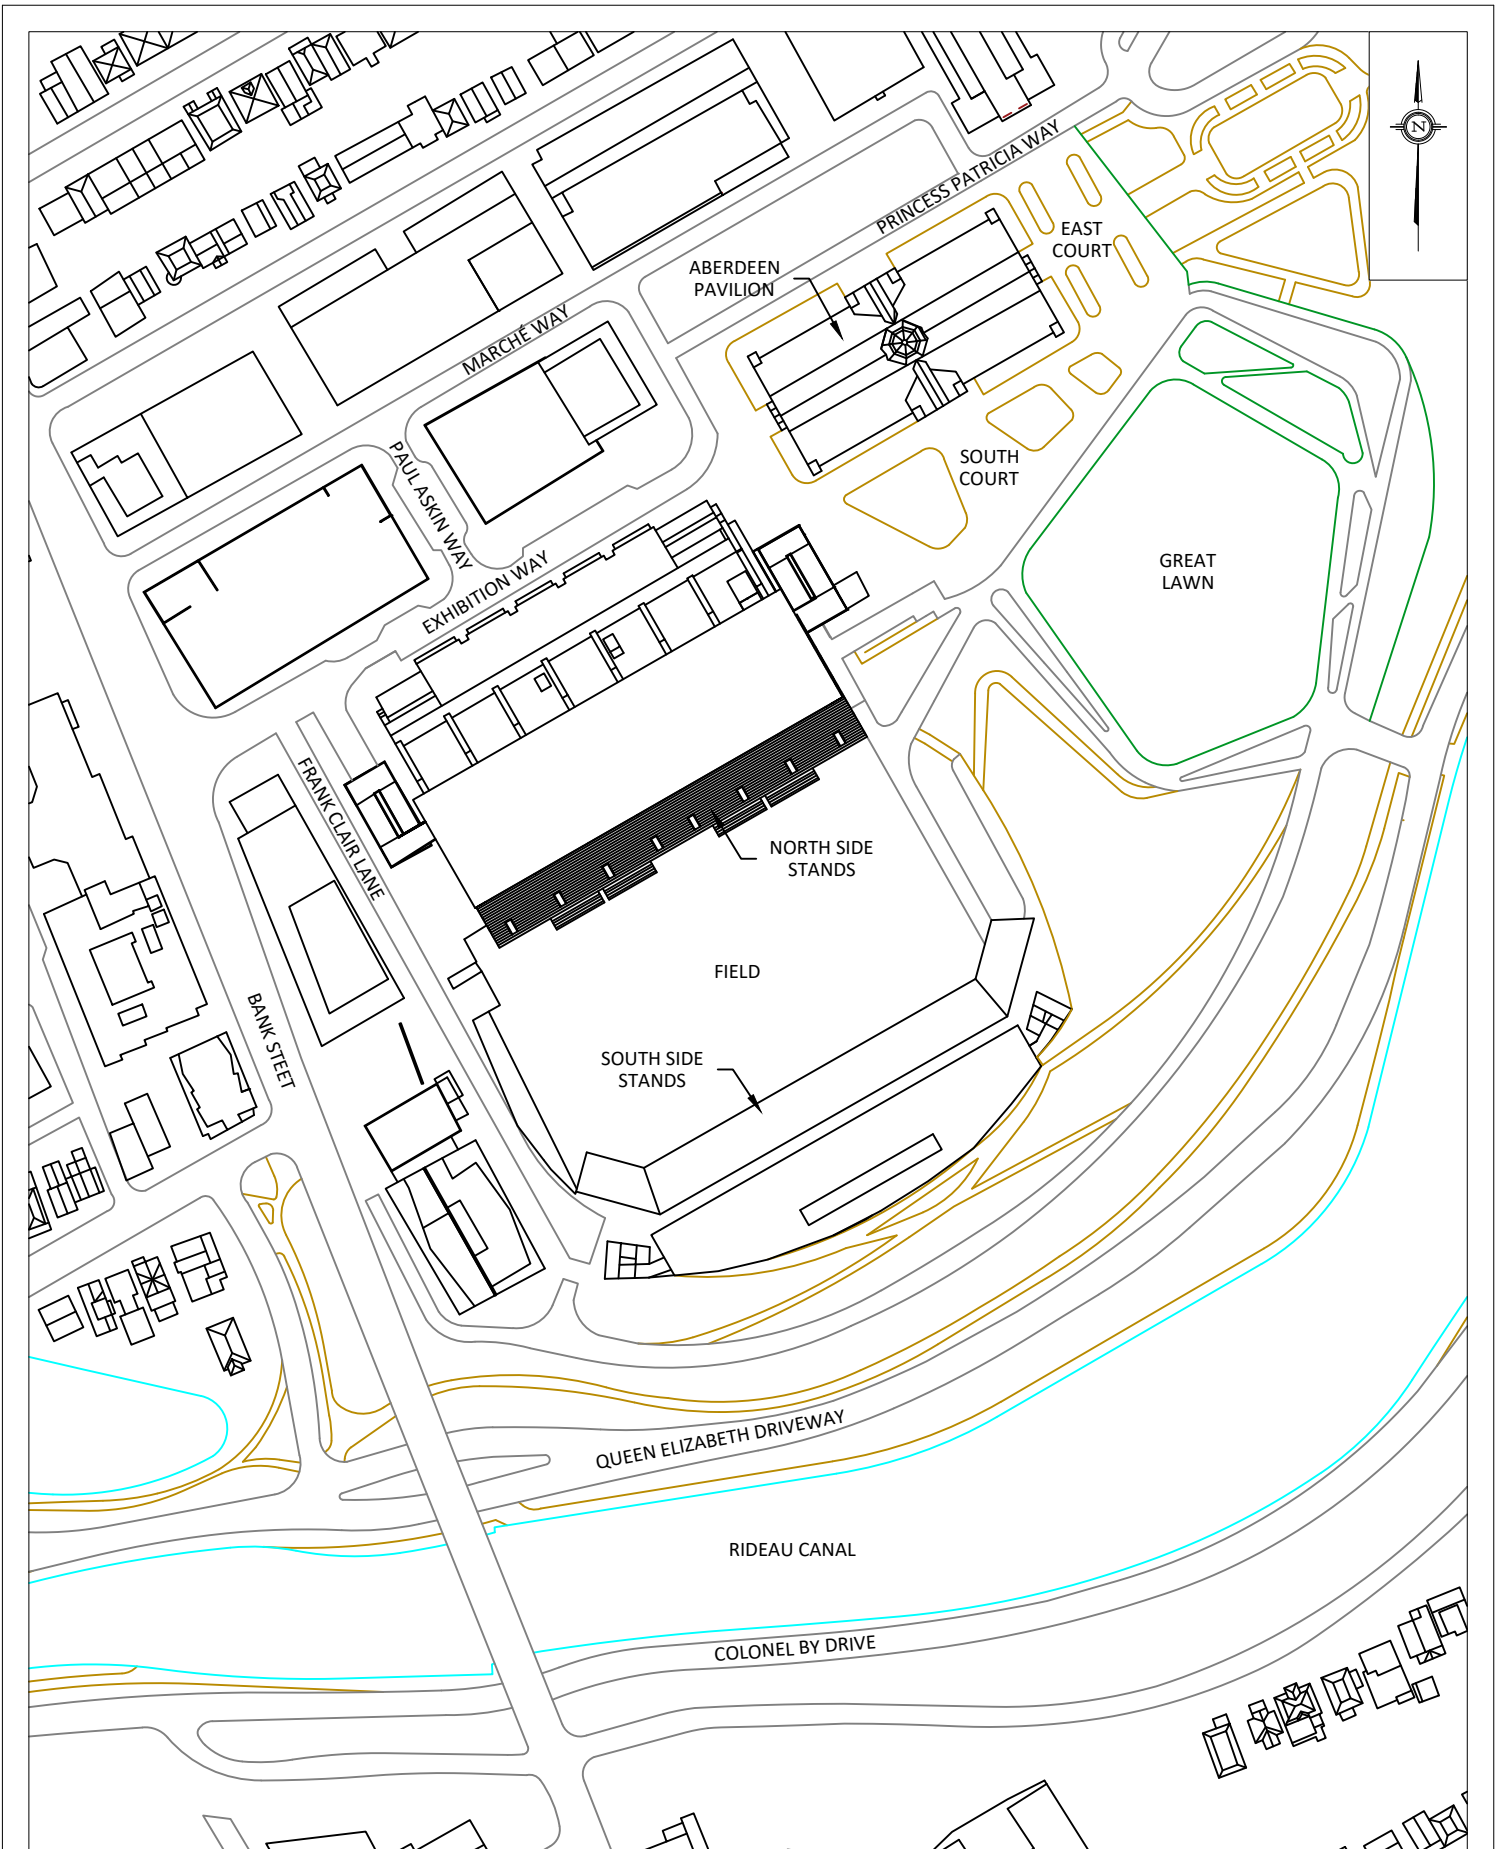 N
PRINCESS PATRICIA WAY
EAST
COURT
ABERDEEN
PAVILION
MARCHÉ WAY
PAUL ASKIN WAY
SOUTH
COURT
EXHIBITION WAY
GREAT
LAWN
FRANK CLAIR LANE
NORTH SIDE
STANDS
FIELD
BANK STEET
SOUTH SIDE
STANDS
QUEEN ELIZABETH DRIVEWAY
RIDEAU CANAL
COLONEL BY DRIVE